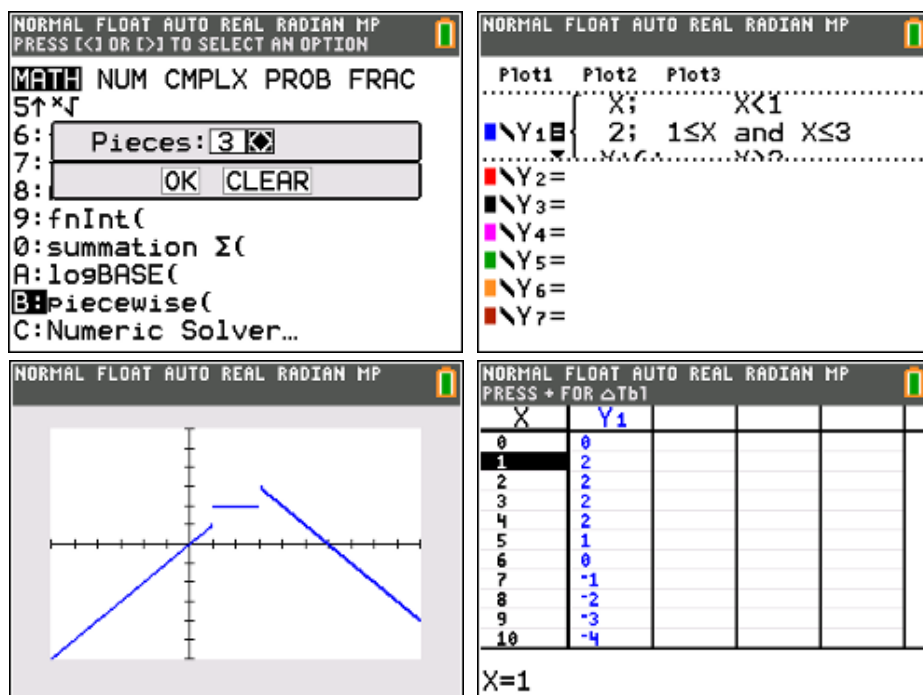 NORMAL FLOAT AUTO REAL RADIAN MP
PRESS [<] OR [>] TO SELECT AN OPTION
MATH NUM CMPLX PROB FRAC
5↑ˣ√
6:
Pieces: 3
7:
8:
OK CLEAR
9:fnInt(
0:summation Σ(
A:logBASE(
B:piecewise(
C:Numeric Solver…
NORMAL FLOAT AUTO REAL RADIAN MP
Plot1 Plot2 Plot3
X; X<1
\Y1= 2; 1≤X and X≤3
\Y2=
\Y3=
\Y4=
\Y5=
\Y6=
\Y7=
NORMAL FLOAT AUTO REAL RADIAN MP
NORMAL FLOAT AUTO REAL RADIAN MP
PRESS + FOR △Tbl
X Y1
0 0
1 2
2 2
3 2
4 2
5 1
6 0
7 -1
8 -2
9 -3
10 -4
X=1